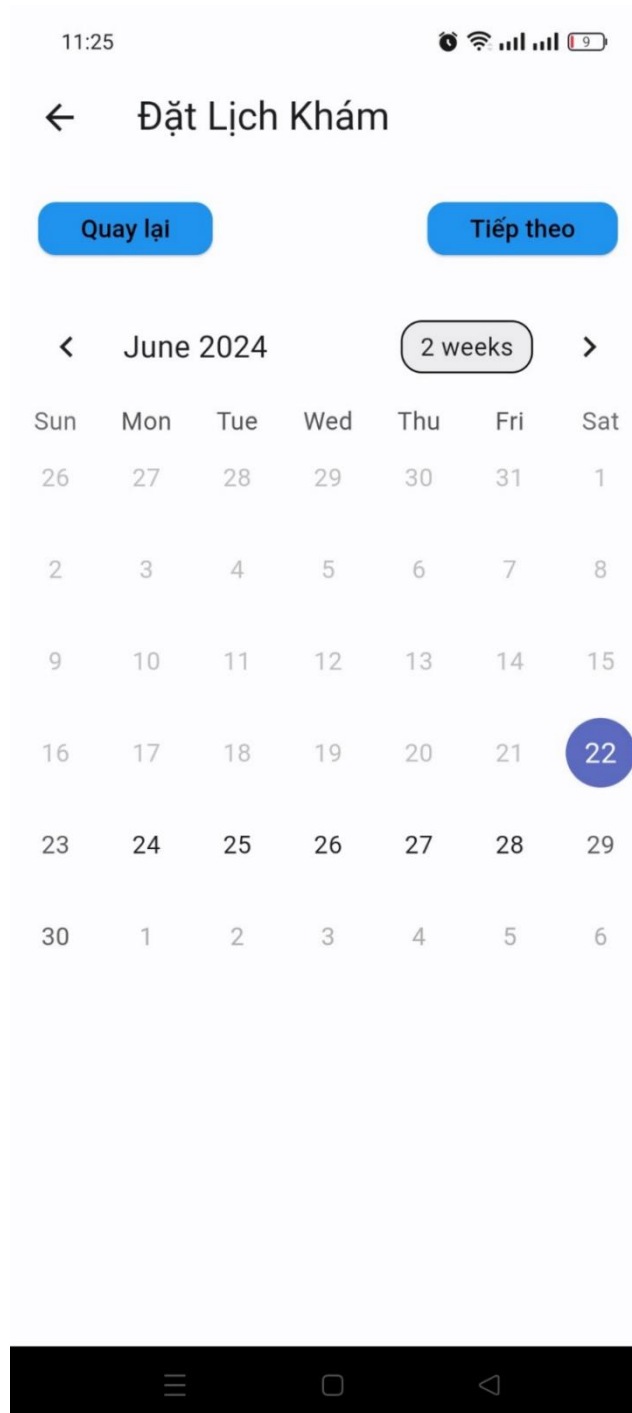 11:25 9
Đặt Lịch Khám
Quay lại Tiếp theo
June 2024 2 weeks
Sun Mon Tue Wed Thu Fri Sat
26 27 28 29 30 31 1
2 3 4 5 6 7 8
9 10 11 12 13 14 15
16 17 18 19 20 21 22
23 24 25 26 27 28 29
30 1 2 3 4 5 6